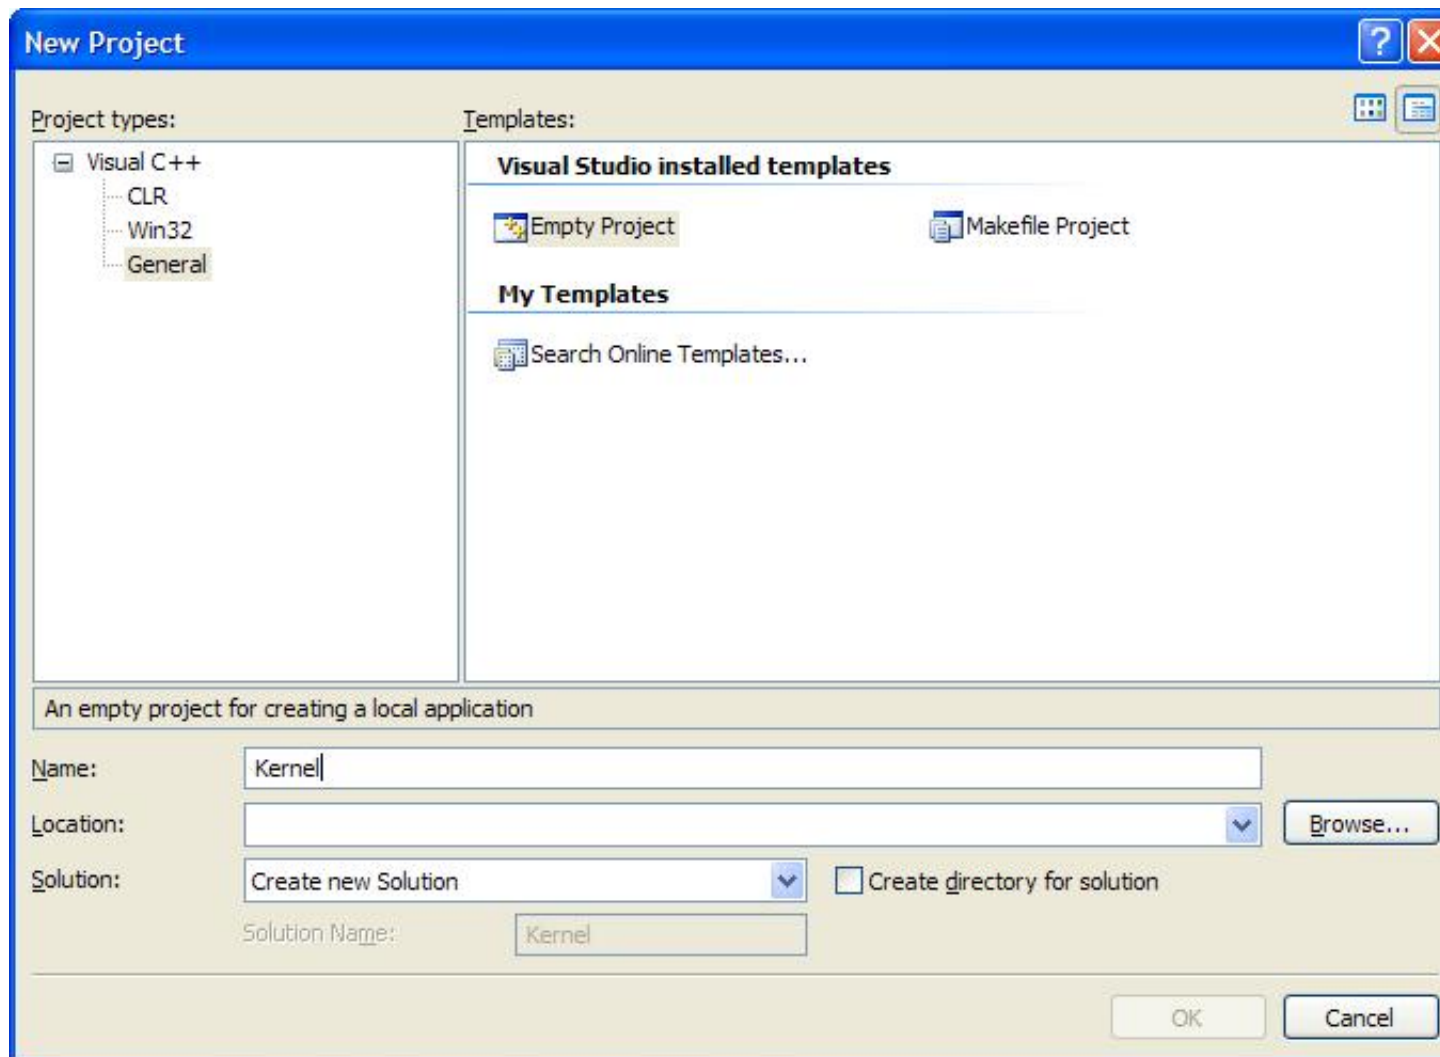 New Project
Project types:
Templates:
Visual C++
CLR
Win32
General
Visual Studio installed templates
Empty Project
Makefile Project
My Templates
Search Online Templates...
An empty project for creating a local application
Name:
Kernel
Location:
Browse...
Solution:
Create new Solution
Create directory for solution
Solution Name:
Kernel
OK
Cancel